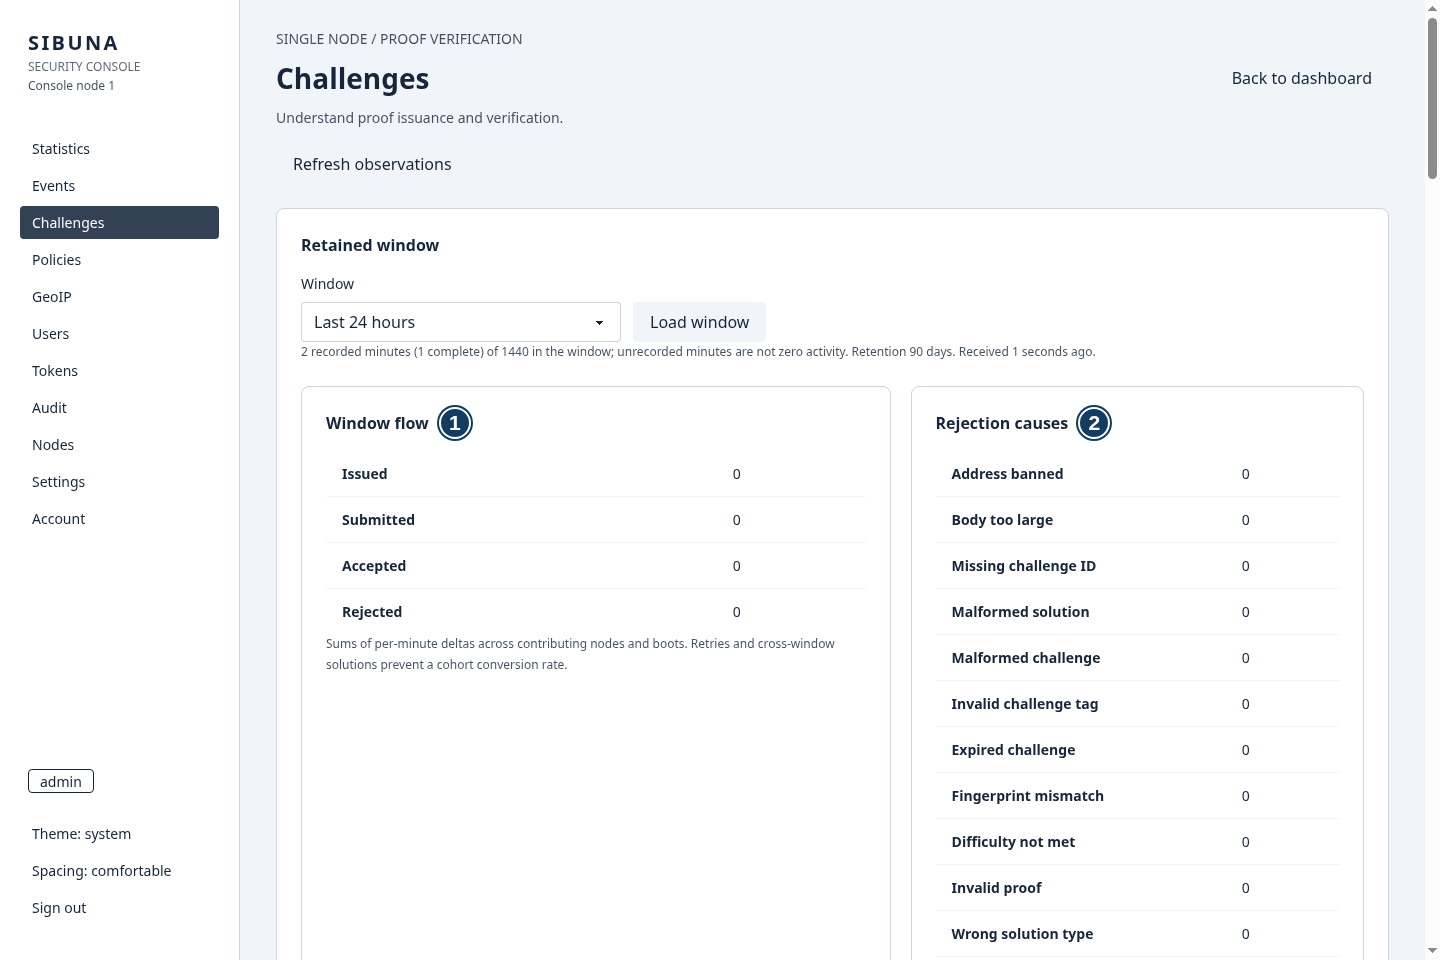 SIBUNA
SECURITY CONSOLE
Console node 1
Statistics
Events
Challenges
Policies
GeoIP
Users
Tokens
Audit
Nodes
Settings
Account
admin
Theme: system
Spacing: comfortable
Sign out
SINGLE NODE / PROOF VERIFICATION
Challenges
Back to dashboard
Understand proof issuance and verification.
Refresh observations
Retained window
Window
Last 24 hours
Load window
2 recorded minutes (1 complete) of 1440 in the window; unrecorded minutes are not zero activity. Retention 90 days. Received 1 seconds ago.
Window flow 1
Issued 0
Submitted 0
Accepted 0
Rejected 0
Sums of per-minute deltas across contributing nodes and boots. Retries and cross-window
solutions prevent a cohort conversion rate.
Rejection causes 2
Address banned 0
Body too large 0
Missing challenge ID 0
Malformed solution 0
Malformed challenge 0
Invalid challenge tag 0
Expired challenge 0
Fingerprint mismatch 0
Difficulty not met 0
Invalid proof 0
Wrong solution type 0